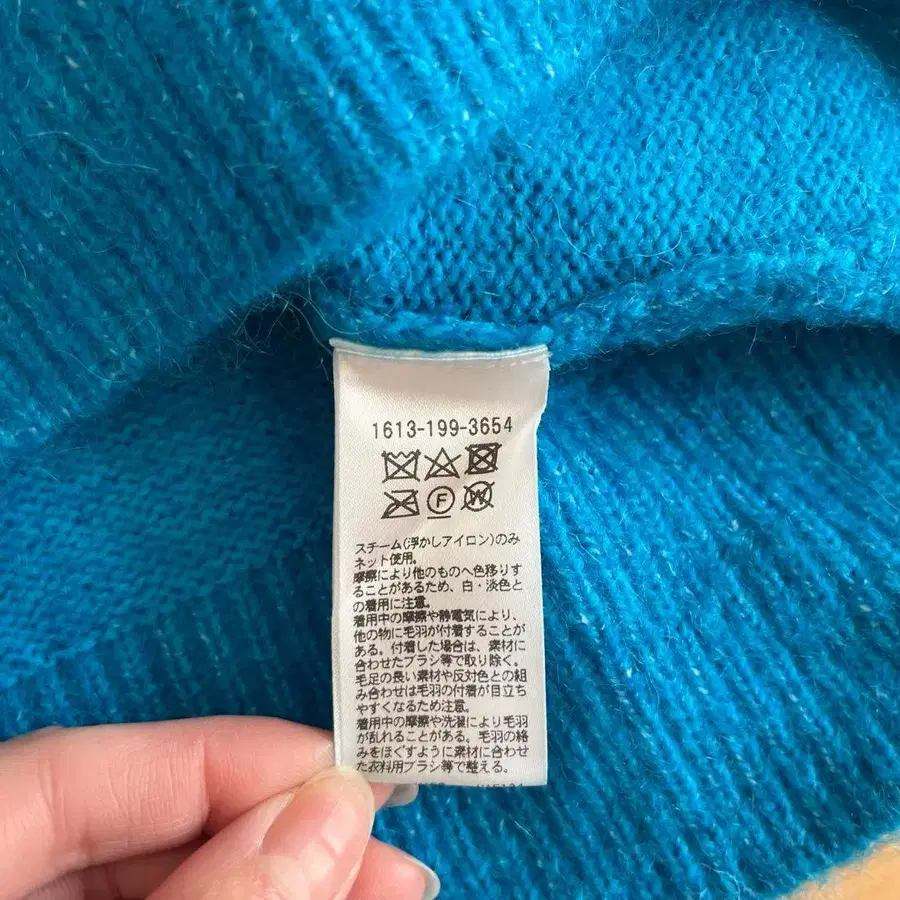 1613-199-3654
F W
スチーム(浮かしアイロン)のみ
ネット使用。
摩擦により他のものへ色移りす
ることがあるため、白・淡色と
の着用に注意。
着用中の摩擦や静電気により、
他の物に毛羽が付着することが
ある。付着した場合は、素材に
合わせたブラシ等で取り除く。
毛足の長い素材や反対色との組
み合わせは毛羽の付着が目立ち
やすくなるため注意。
着用中の摩擦や洗濯により毛羽
が乱れることがある。毛羽の絡
みをほぐすように素材に合わせ
た衣料用ブラシ等で整える。